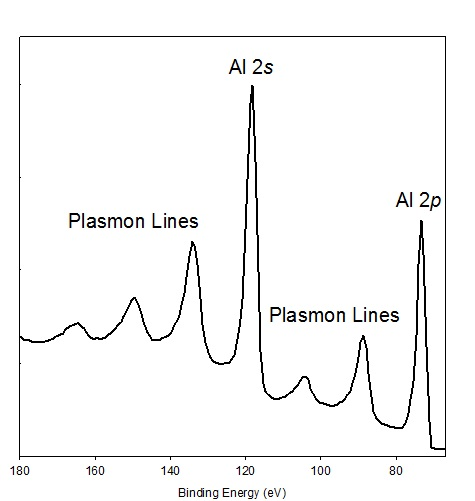 Al 2s
Al 2p
Plasmon Lines
Plasmon Lines
180 160 140 120 100 80
Binding Energy (eV)